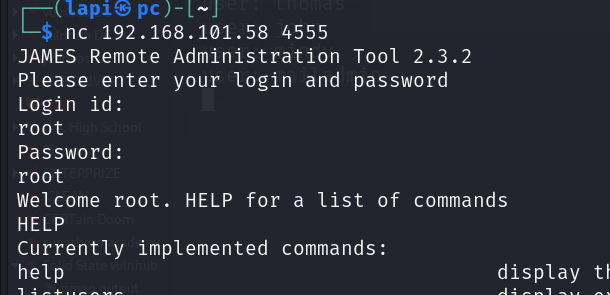 (lapi㉿pc)-[~]
$ nc 192.168.101.58 4555
JAMES Remote Administration Tool 2.3.2
Please enter your login and password
Login id:
root
Password:
root
Welcome root. HELP for a list of commands
HELP
Currently implemented commands:
help display th
listusers display